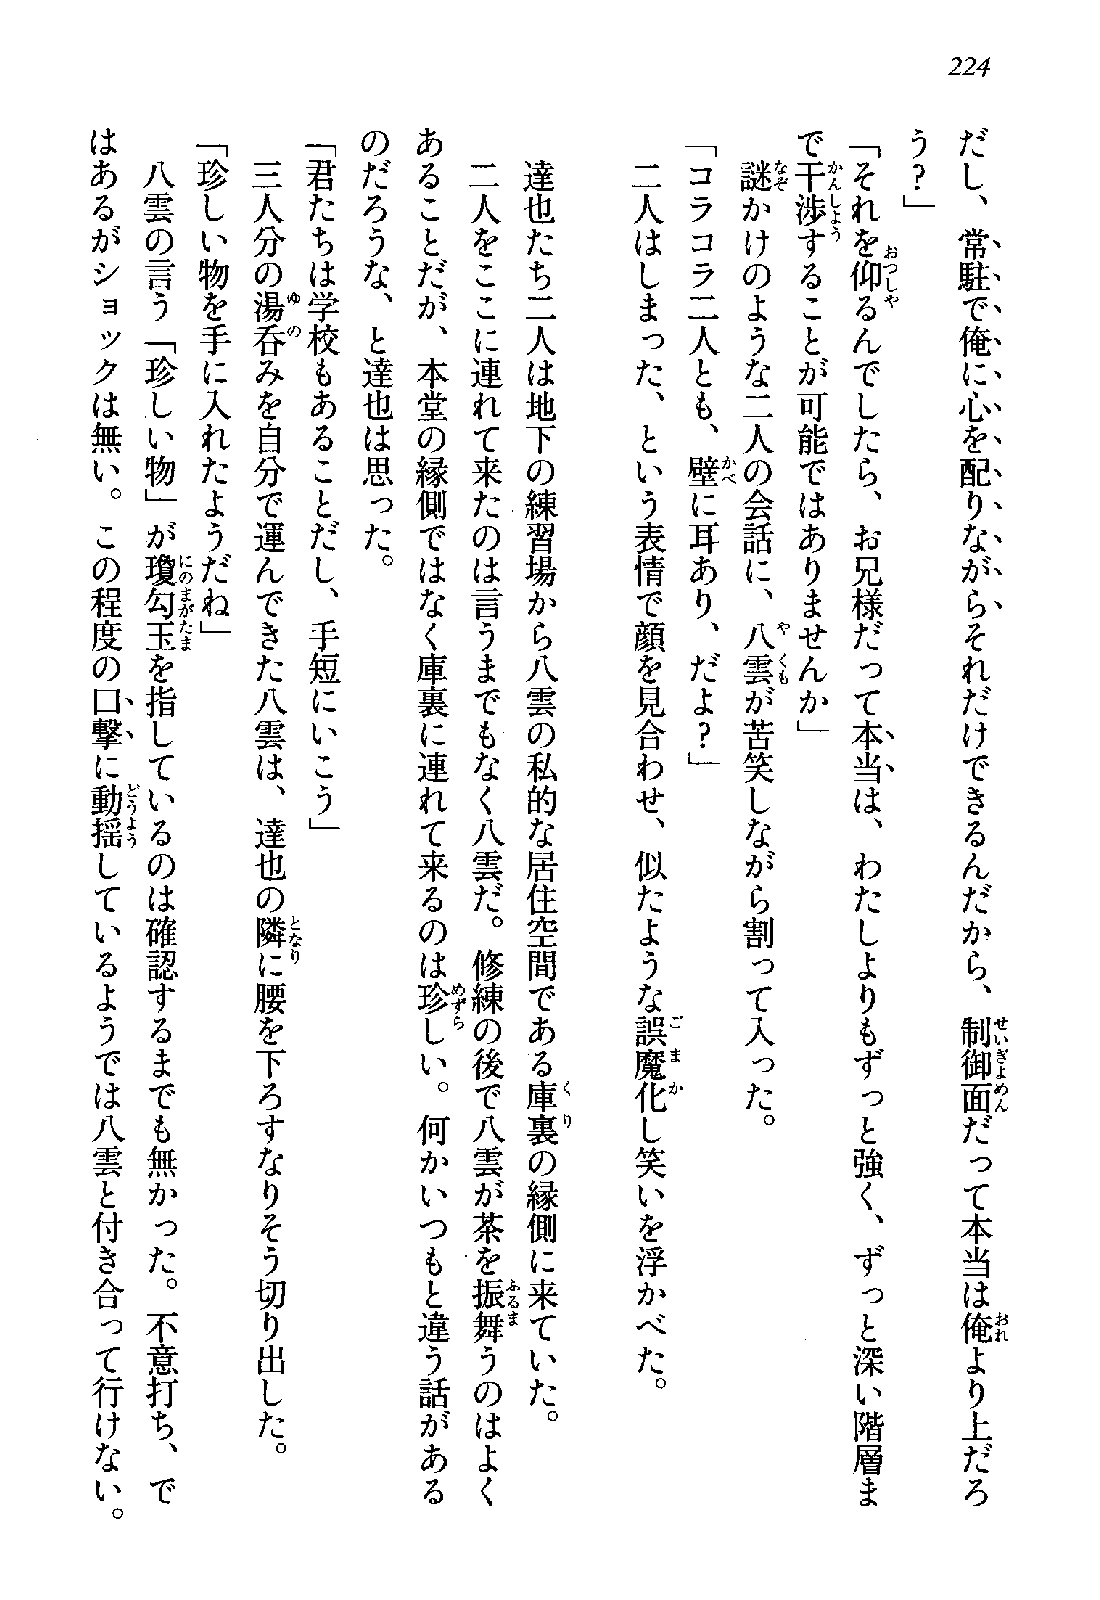 224
だし、常駐で俺に心を配りながらそれだけできるんだから、制御面だって本当は俺より上だろ
う？」
「それを仰るんでしたら、お兄様だって本当は、わたしよりもずっと強く、ずっと深い階層ま
で干渉することが可能ではありませんか」
　謎かけのような二人の会話に、八雲が苦笑しながら割って入った。
「コラコラ二人とも、壁に耳あり、だよ？」
　二人はしまった、という表情で顔を見合わせ、似たような誤魔化し笑いを浮かべた。
　達也たち二人は地下の練習場から八雲の私的な居住空間である庫裏の縁側に来ていた。
　二人をここに連れて来たのは言うまでもなく八雲だ。修練の後で八雲が茶を振舞うのはよく
あることだが、本堂の縁側ではなく庫裏に連れて来るのは珍しい。何かいつもと違う話がある
のだろうな、と達也は思った。
「君たちは学校もあることだし、手短にいこう」
　三人分の湯呑みを自分で運んできた八雲は、達也の隣に腰を下ろすなりそう切り出した。
「珍しい物を手に入れたようだね」
　八雲の言う「珍しい物」が瓊勾玉を指しているのは確認するまでも無かった。不意打ち、で
はあるがショックは無い。この程度の口撃に動揺しているようでは八雲と付き合って行けない。